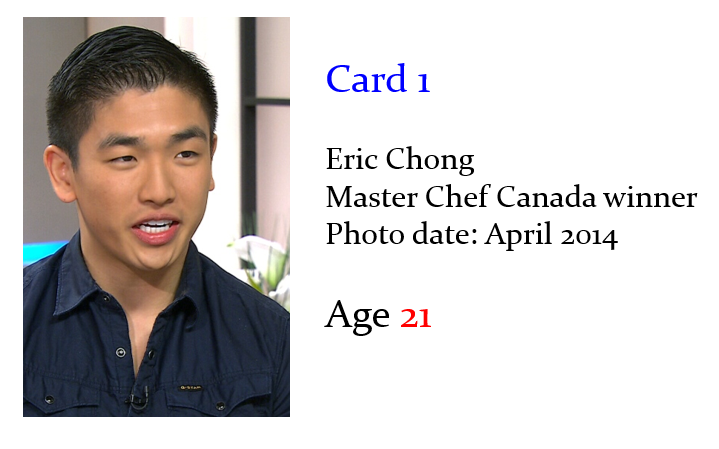 Card 1
Eric Chong
Master Chef Canada winner
Photo date: April 2014
Age 21